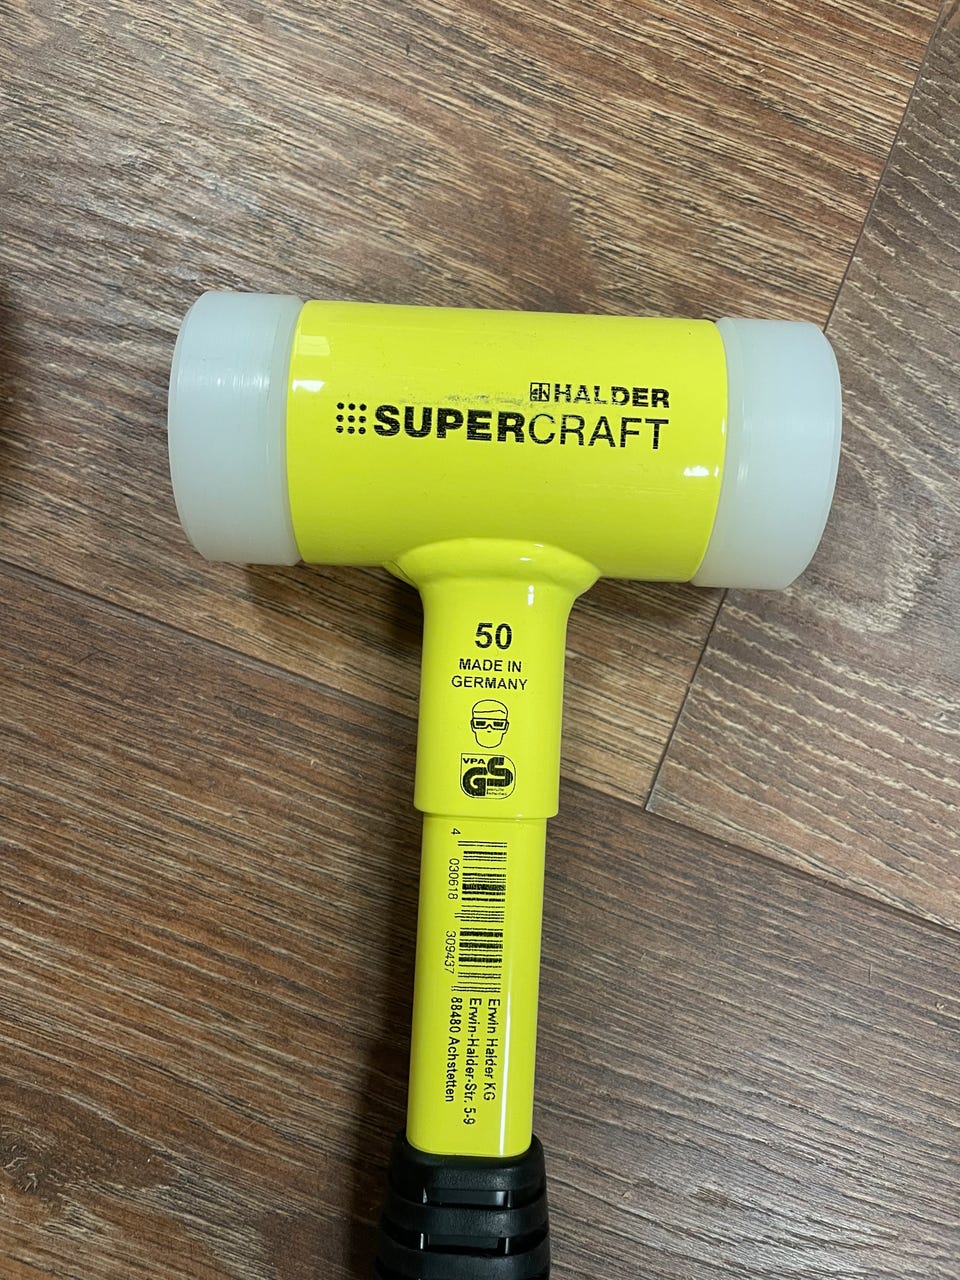 HALDER
SUPERCRAFT
50
MADE IN
GERMANY
VPA
GS
4 030618 309437
Erwin Halder KG
Erwin-Halder-Str. 5-9
88480 Achstetten